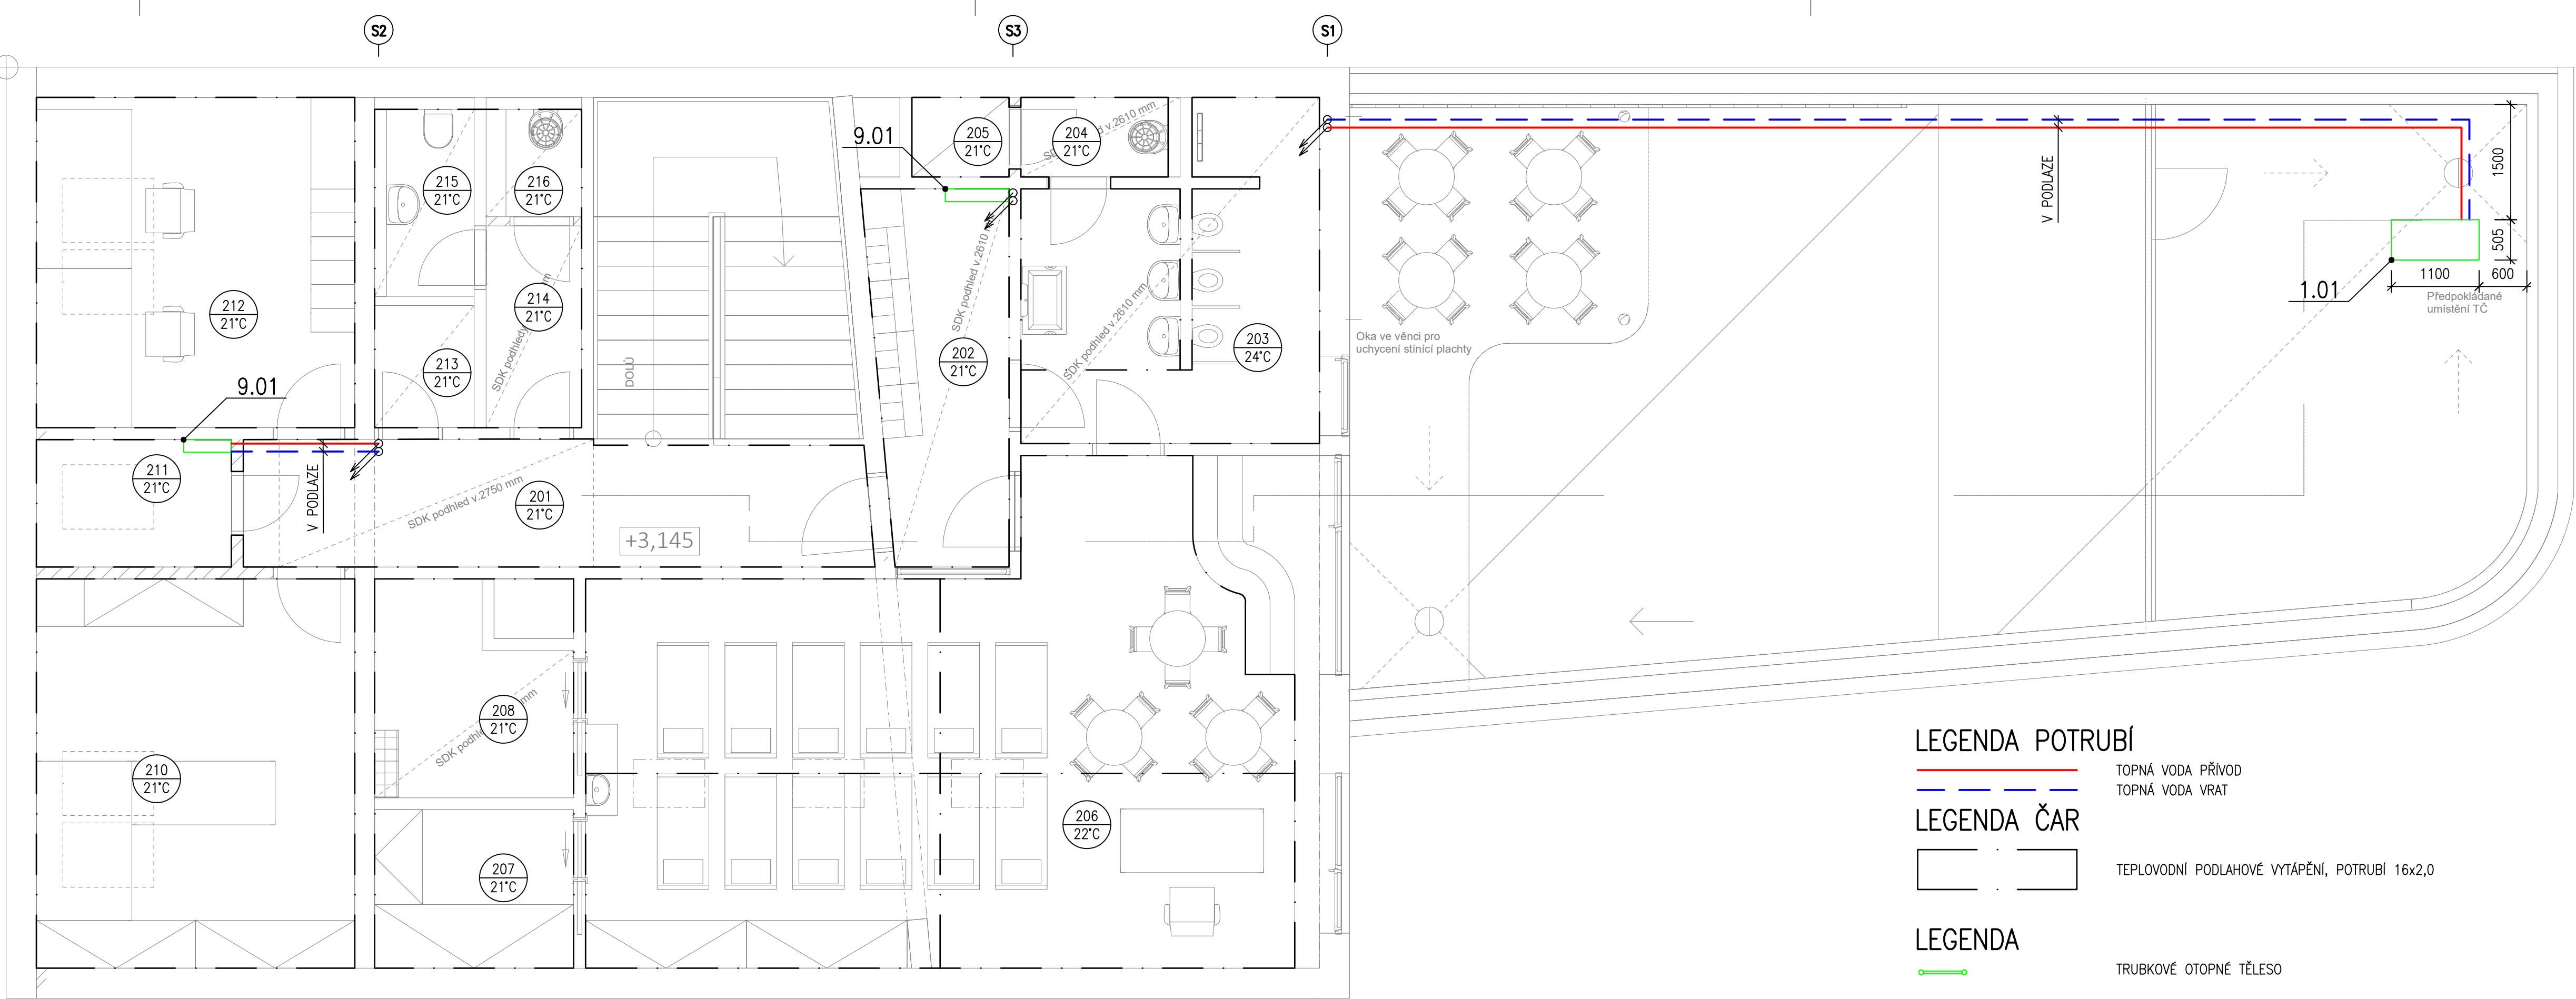 S2
S3
S1
9.01
205
21°C
204
21°C
SDK podhled v.2610 mm
V PODLAZE
1500
505
1100
600
1.01
Předpokládané
umístění TČ
215
21°C
216
21°C
212
21°C
214
21°C
213
21°C
SDK podhledy
DOLŮ
SDK podhled v.2610 m
202
21°C
SDK podhled v.2610 mm
203
24°C
Oka ve věnci pro
uchycení stínící plachty
9.01
211
21°C
V PODLAZE
SDK podhled v.2750 mm
201
21°C
+3,145
208
21°C
210
21°C
207
21°C
206
22°C
LEGENDA POTRUBÍ
TOPNÁ VODA PŘÍVOD
TOPNÁ VODA VRAT
LEGENDA ČAR
TEPLOVODNÍ PODLAHOVÉ VYTÁPĚNÍ, POTRUBÍ 16x2,0
LEGENDA
TRUBKOVÉ OTOPNÉ TĚLESO